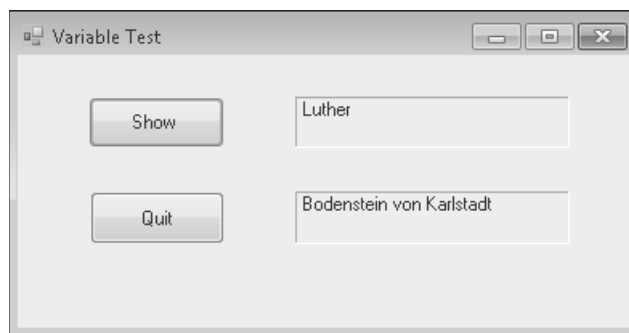 Variable Test
Show
Luther
Quit
Bodenstein von Karlstadt